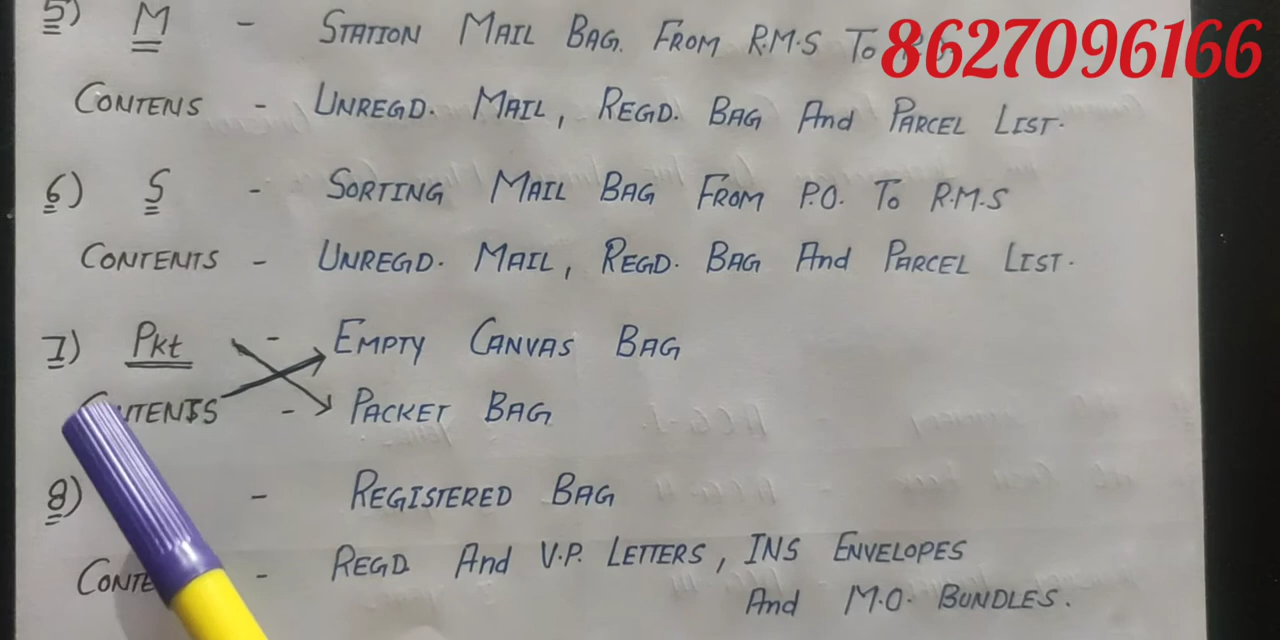 5) M - STATION MAIL BAG. FROM R.M.S TO
8627096166
CONTENS - UNREGD. MAIL, REGD. BAG And PARCEL LIST.
6) S - SORTING MAIL BAG FROM P.O. To R.M.S
CONTENTS - UNREGD. MAIL, REGD. BAG And PARCEL LIST.
7) Pkt - EMPTY CANVAS BAG
CONTENTS - PACKET BAG
8) - REGISTERED BAG
CONTE - REGD And V.P. LETTERS, INS ENVELOPES
And M.O. BUNDLES.